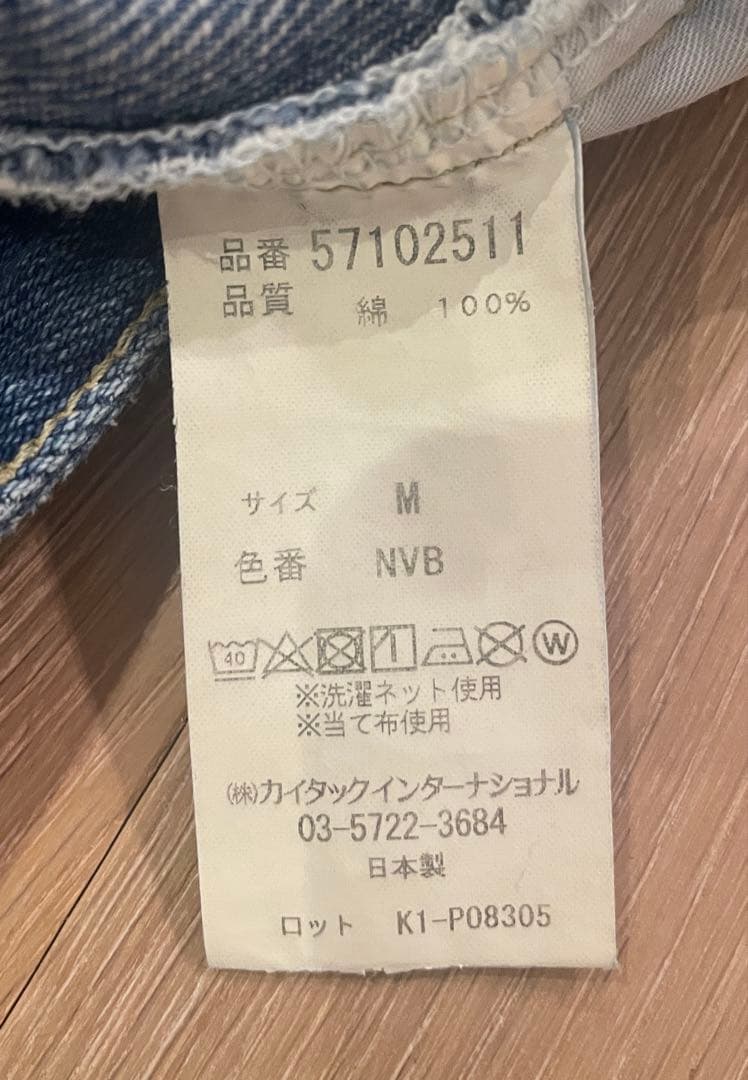 品番 57102511
品質 綿 100%
サイズ M
色番 NVB
40 W
※洗濯ネット使用
※当て布使用
㈱カイタックインターナショナル
03-5722-3684
日本製
ロット K1-P08305